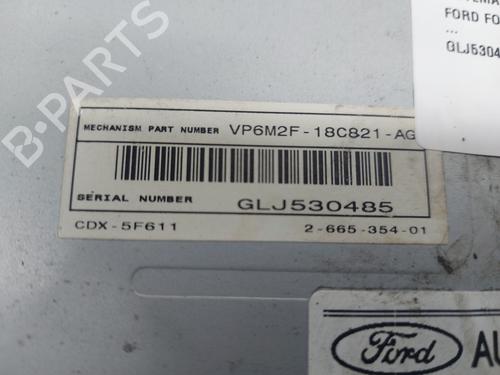 FORD FO
...
GLJ5304
MECHANISM PART NUMBER VP6M2F-18C821-AG
SERIAL NUMBER GLJ530485
CDX-5F611 2-665-354-01
Ford AU
B-Parts